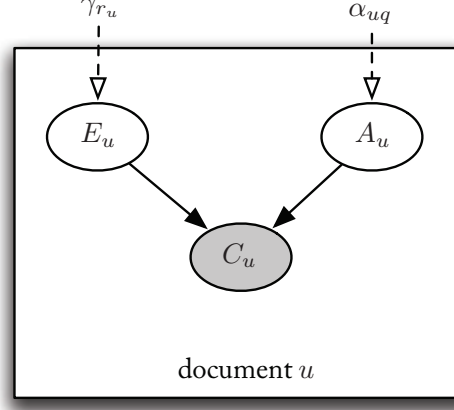 γ_{r_u} α_{uq}
E_u A_u
C_u
document u